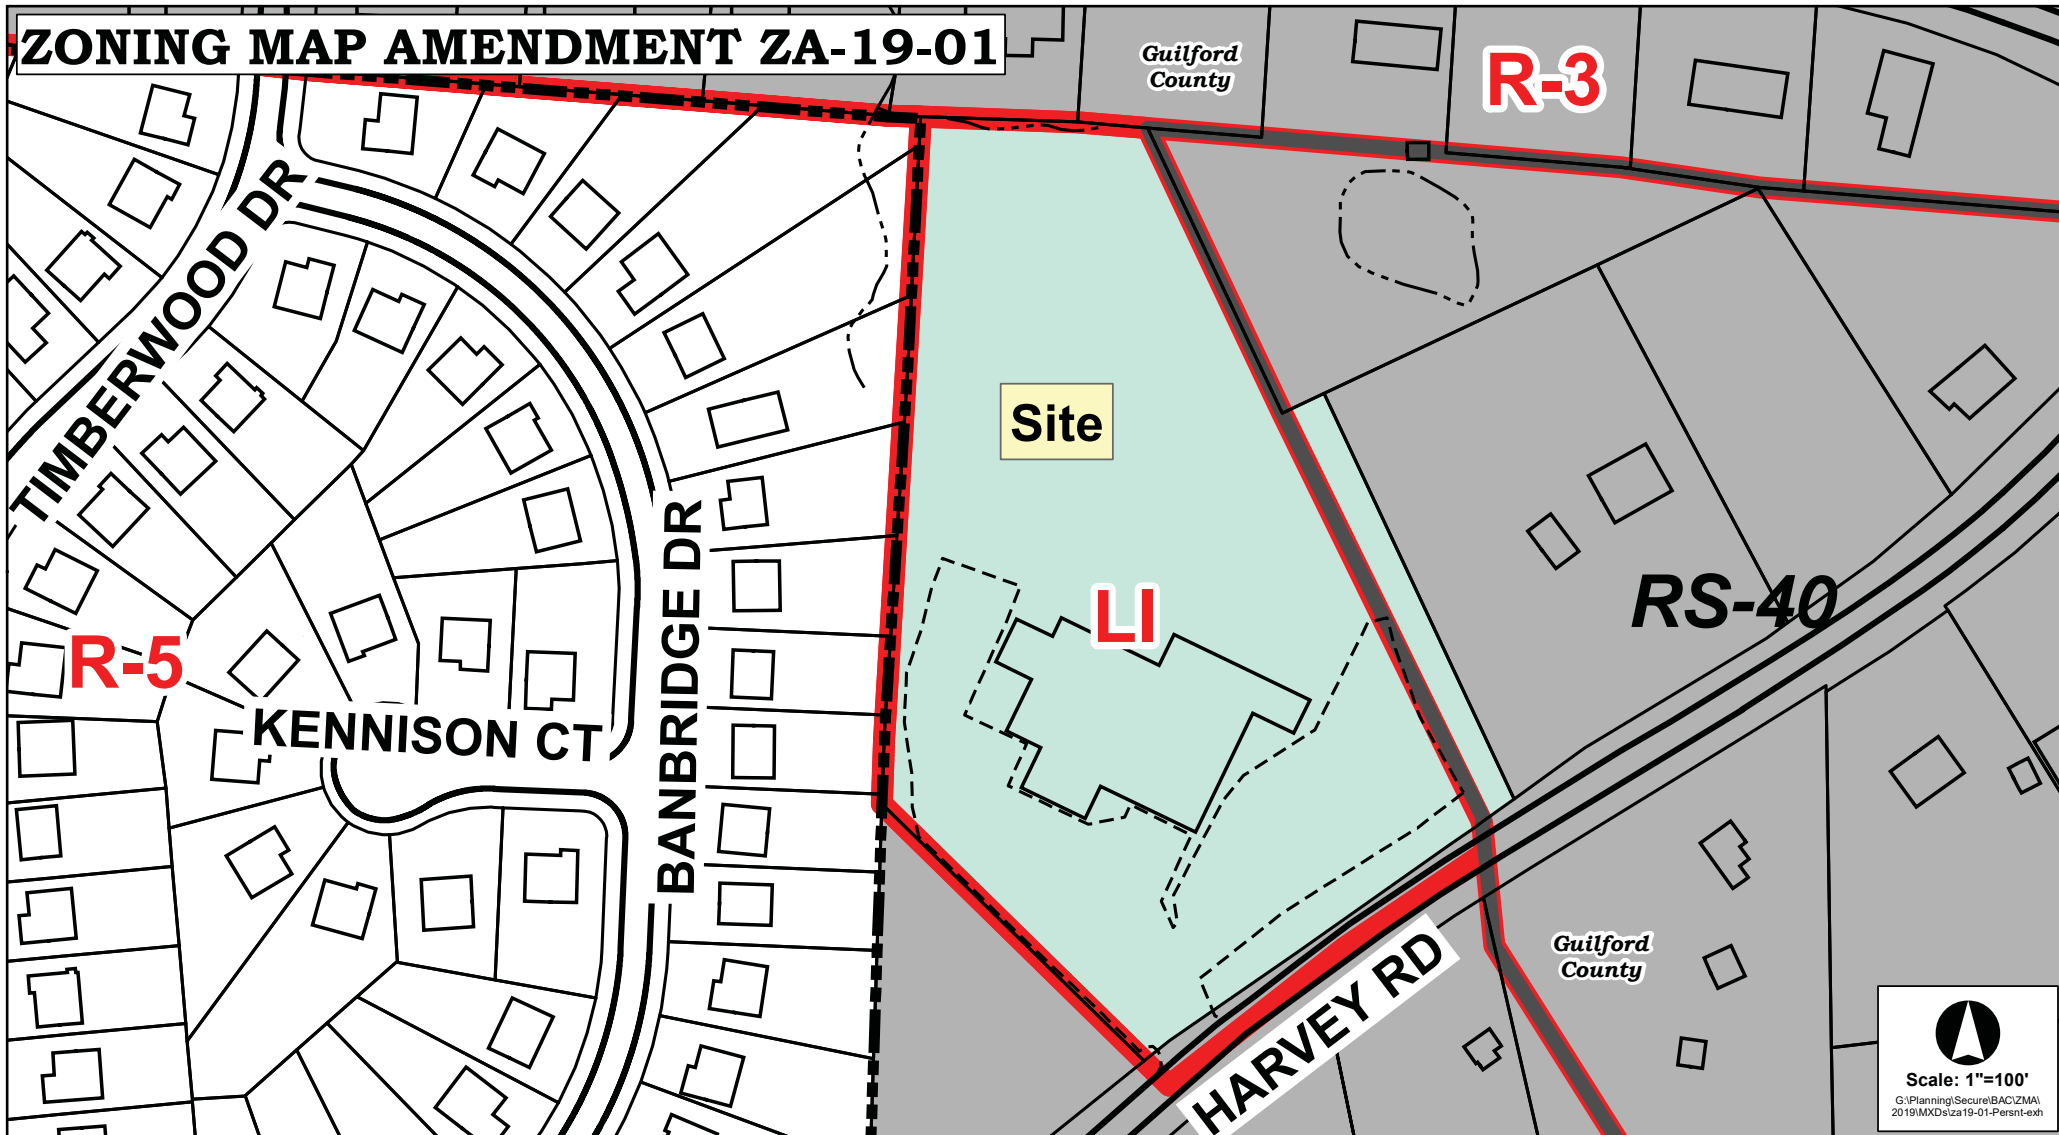 ZONING MAP AMENDMENT ZA-19-01
Guilford
County
R-3
TIMBERWOOD DR
Site
LI
RS-40
R-5
KENNISON CT
BANBRIDGE DR
HARVEY RD
Guilford
County
Scale: 1"=100'
G:\Planning\Secure\BAC\ZMA\
2019\MXDs\za19-01-Persnt-exh